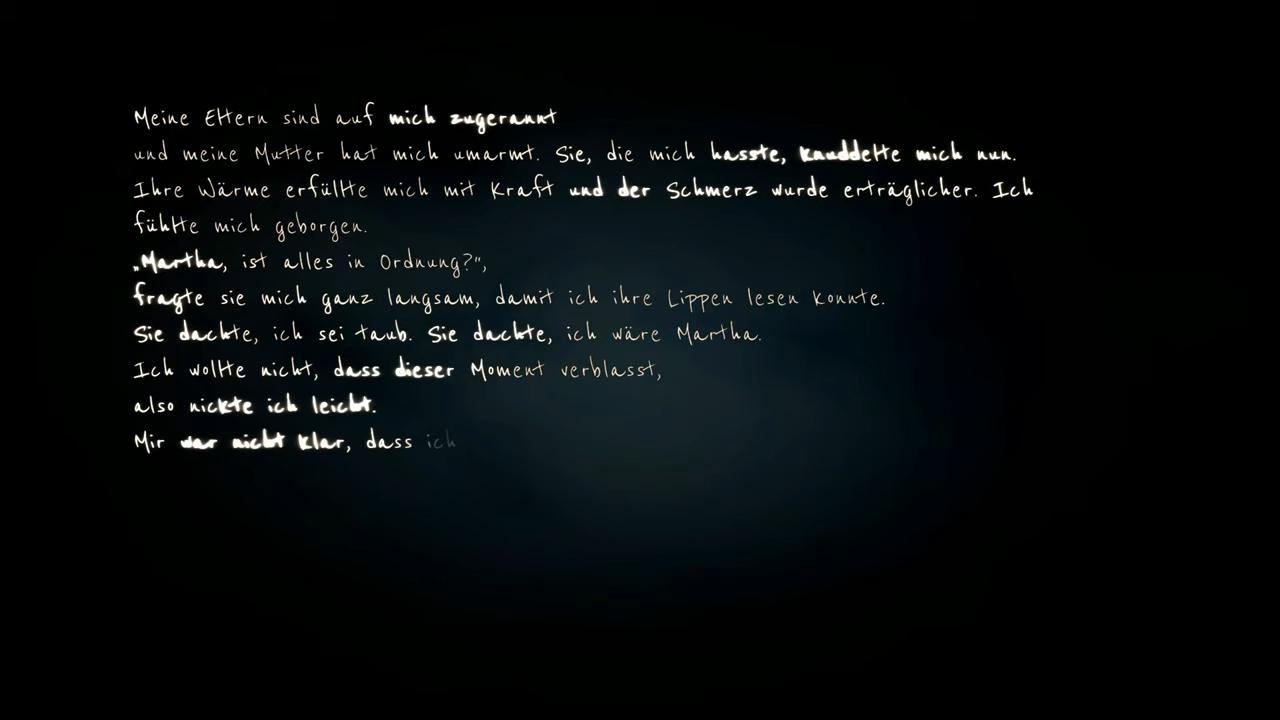 Meine Eltern sind auf mich zugerannt
und meine Mutter hat mich umarmt. Sie, die mich hasste, knuddelte mich nun.
Ihre Wärme erfüllte mich mit Kraft und der Schmerz wurde erträglicher. Ich
fühlte mich geborgen.
„Martha, ist alles in Ordnung?",
fragte sie mich ganz langsam, damit ich ihre Lippen lesen konnte.
Sie dachte, ich sei taub. Sie dachte, ich wäre Martha.
Ich wollte nicht, dass dieser Moment verblasst,
also nickte ich leicht.
Mir war nicht klar, dass ich